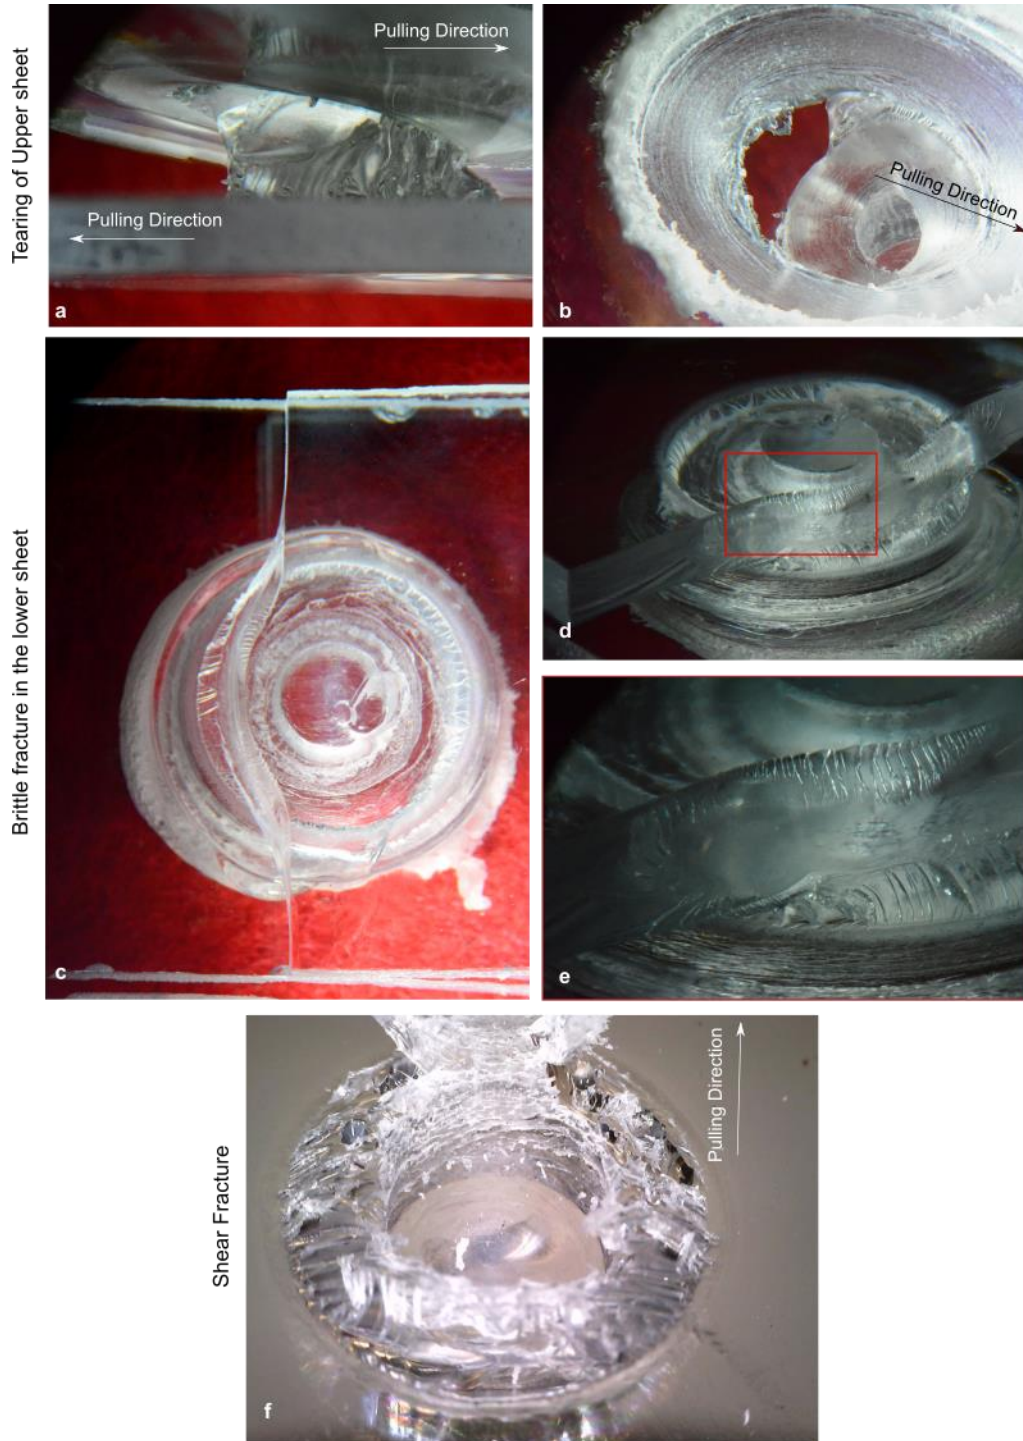 Tearing of Upper sheet
Pulling Direction
Pulling Direction
a
Pulling Direction
b
Brittle fracture in the lower sheet
c
d
e
Shear Fracture
Pulling Direction
f